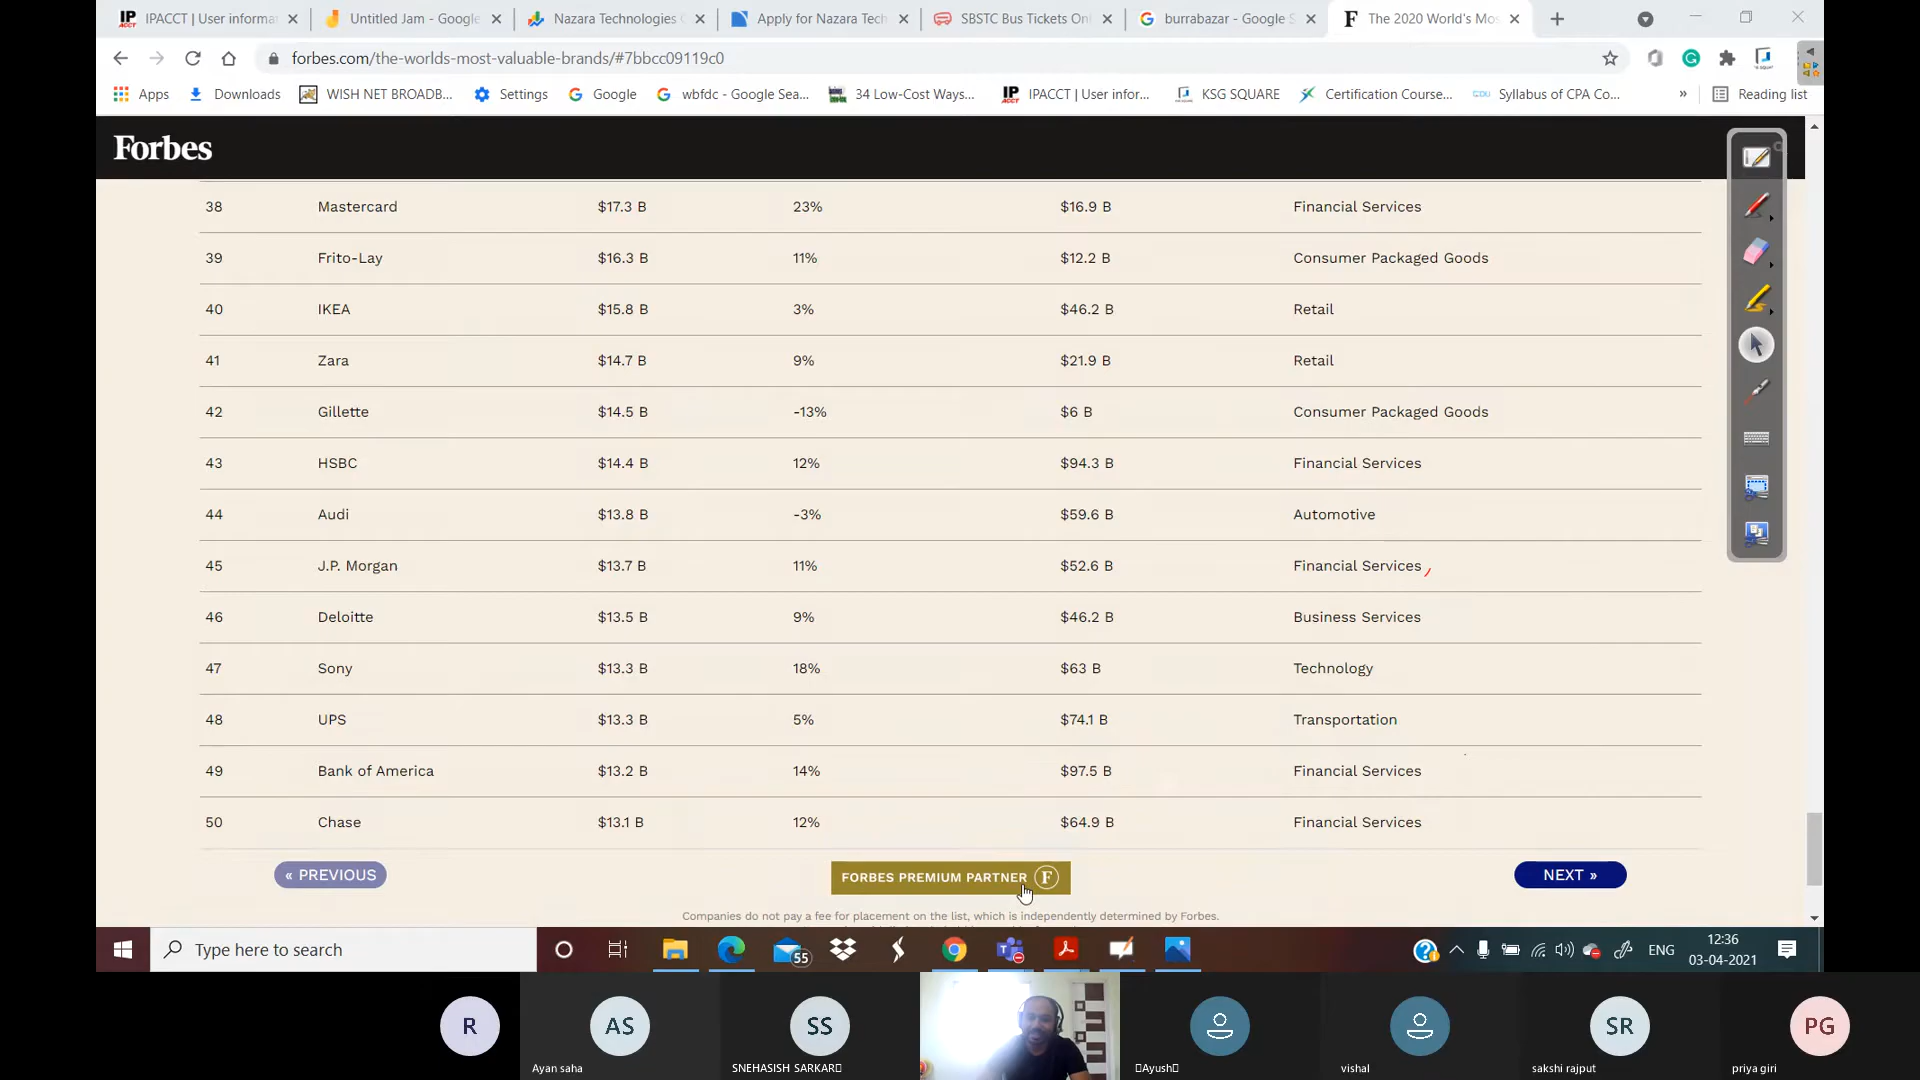 IPACCT | User informat
Untitled Jam - Google
Nazara Technologies
Apply for Nazara Tech
SBSTC Bus Tickets Onl
burrabazar - Google S
The 2020 World's Mos
forbes.com/the-worlds-most-valuable-brands/#7bbcc09119c0
Apps
Downloads
WISH NET BROADB...
Settings
Google
wbfdc - Google Sea...
34 Low-Cost Ways...
IPACCT | User infor...
KSG SQUARE
Certification Course...
Syllabus of CPA Co...
»
Reading list
Forbes
38 Mastercard $17.3 B 23% $16.9 B Financial Services
39 Frito-Lay $16.3 B 11% $12.2 B Consumer Packaged Goods
40 IKEA $15.8 B 3% $46.2 B Retail
41 Zara $14.7 B 9% $21.9 B Retail
42 Gillette $14.5 B -13% $6 B Consumer Packaged Goods
43 HSBC $14.4 B 12% $94.3 B Financial Services
44 Audi $13.8 B -3% $59.6 B Automotive
45 J.P. Morgan $13.7 B 11% $52.6 B Financial Services
46 Deloitte $13.5 B 9% $46.2 B Business Services
47 Sony $13.3 B 18% $63 B Technology
48 UPS $13.3 B 5% $74.1 B Transportation
49 Bank of America $13.2 B 14% $97.5 B Financial Services
50 Chase $13.1 B 12% $64.9 B Financial Services
« PREVIOUS
FORBES PREMIUM PARTNER F
NEXT »
Companies do not pay a fee for placement on the list, which is independently determined by Forbes.
Type here to search
55
ENG
12:36
03-04-2021
R
AS
SS
SR
PG
Ayan saha
SNEHASISH SARKAR
Ayush
vishal
sakshi rajput
priya giri